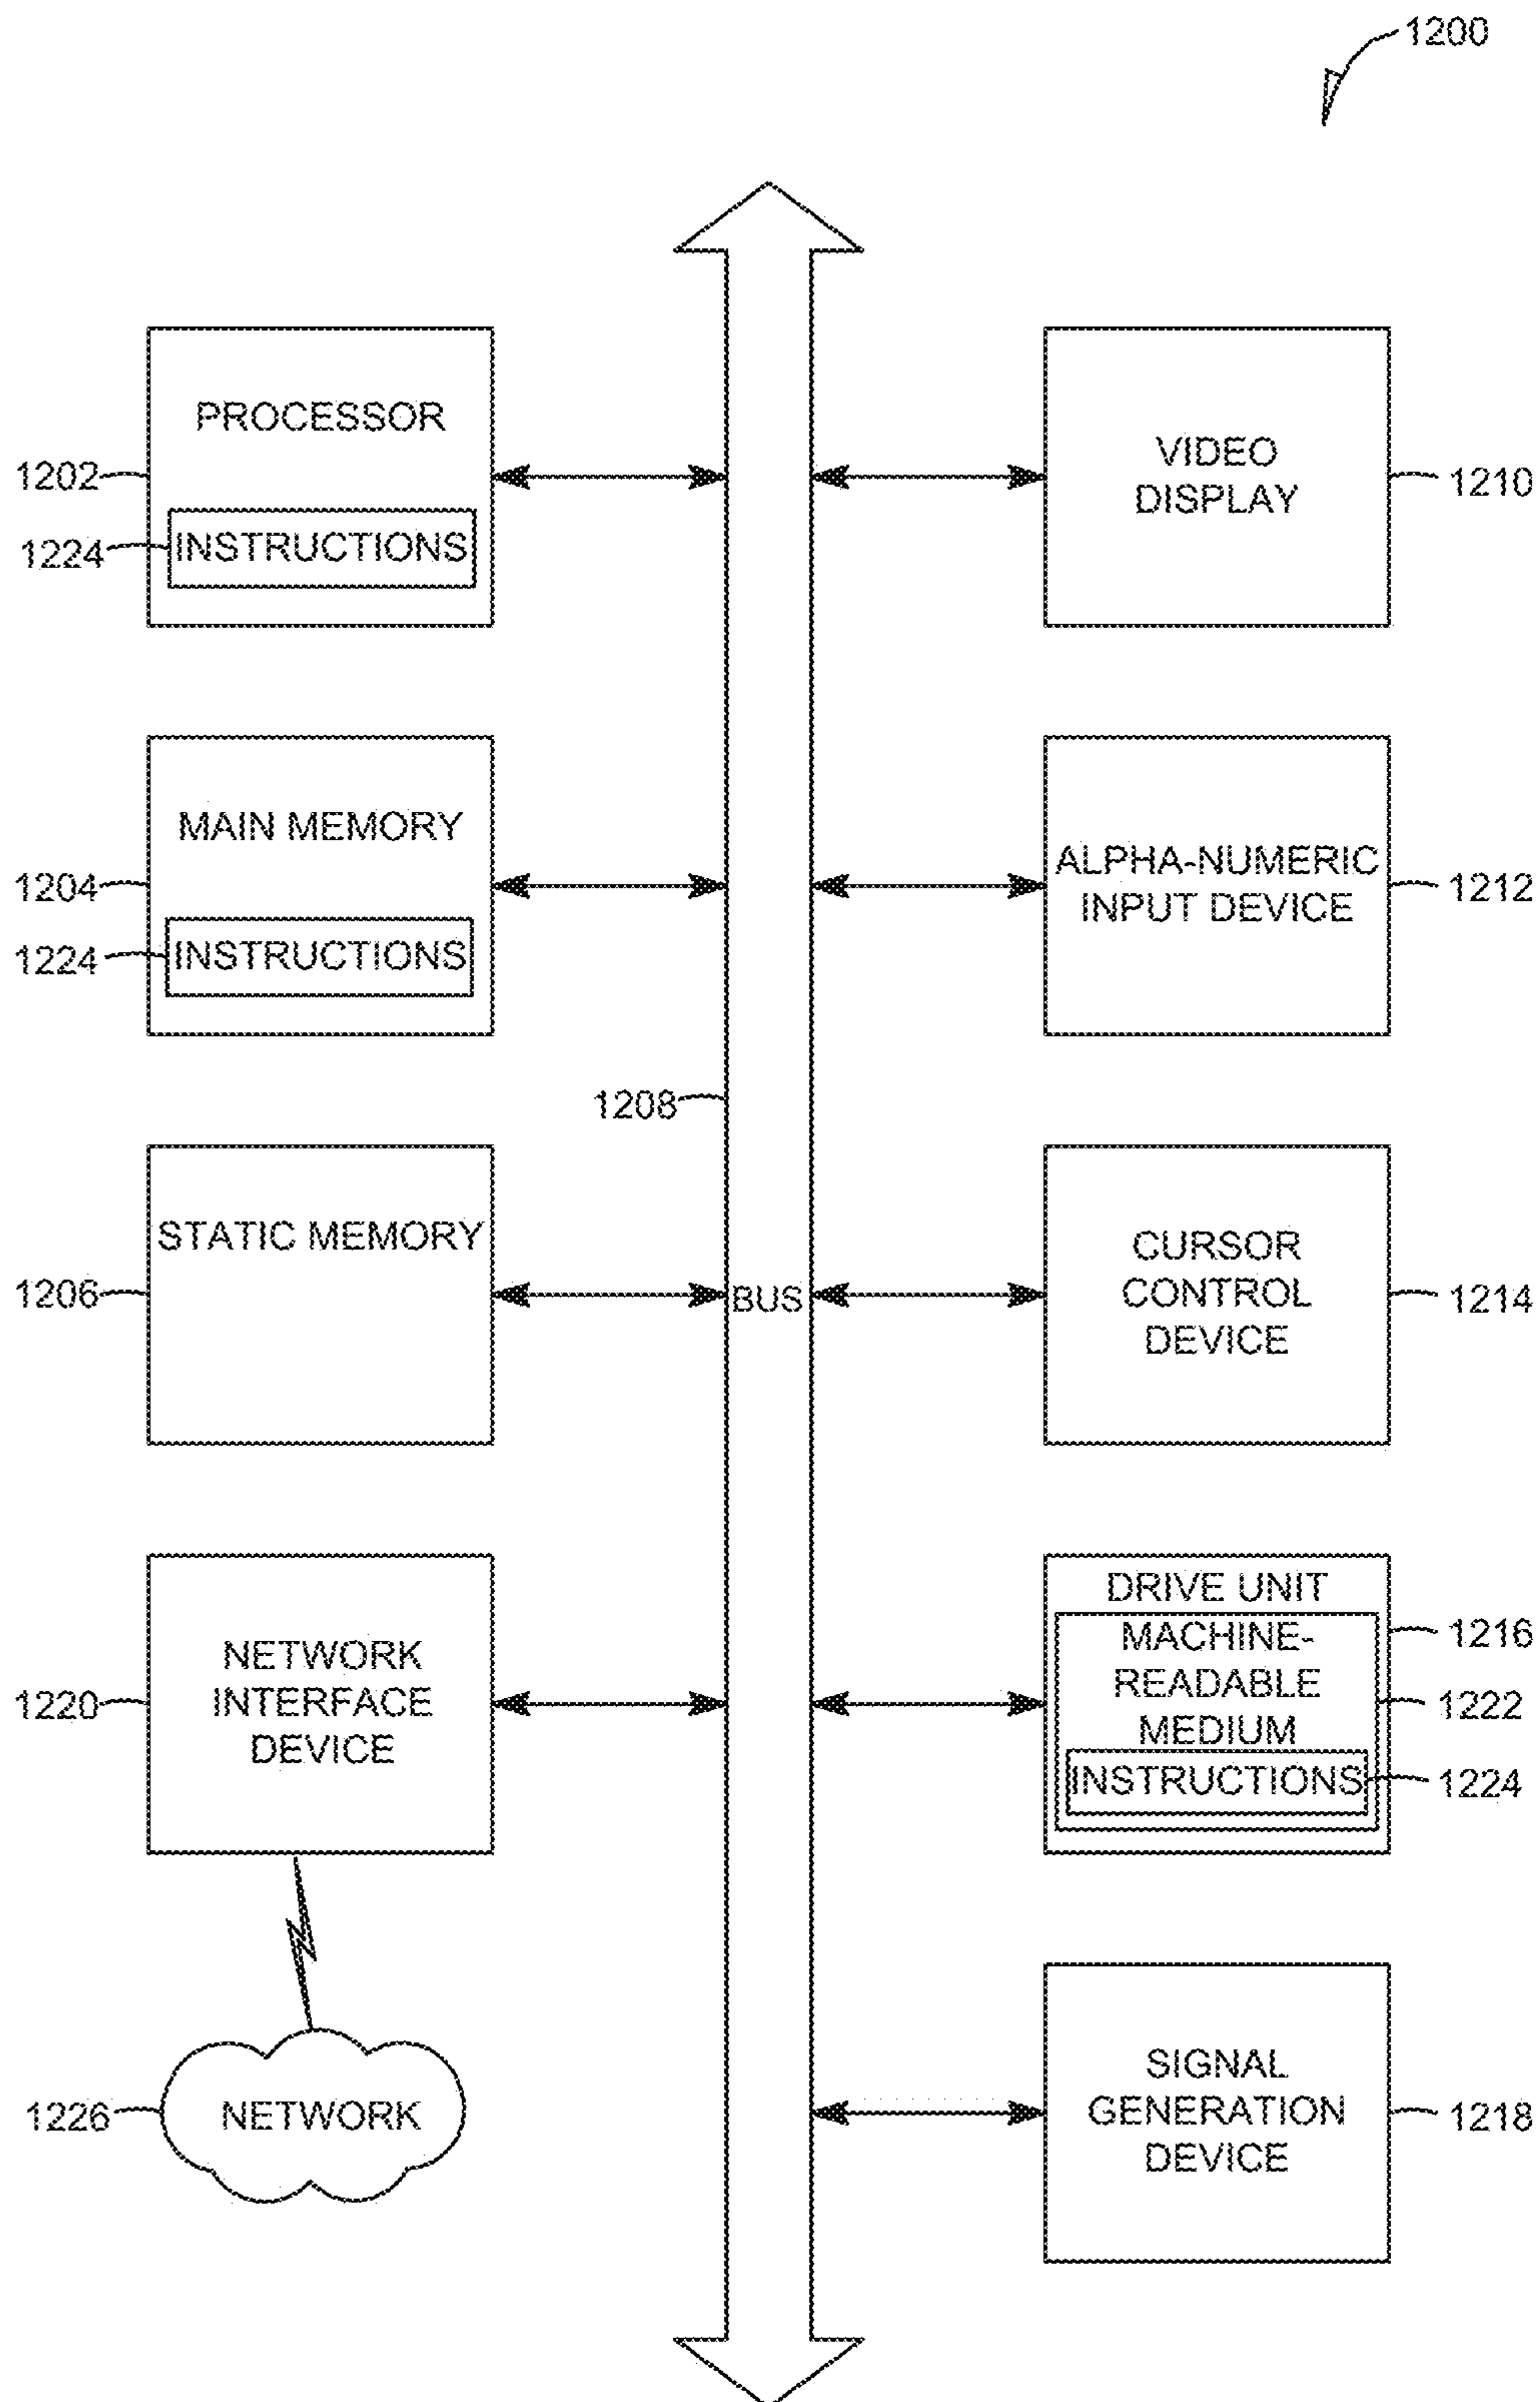 1200
PROCESSOR
1202
1224
INSTRUCTIONS
VIDEO
DISPLAY
1210
MAIN MEMORY
1204
1224
INSTRUCTIONS
ALPHA-NUMERIC
INPUT DEVICE
1212
1208
STATIC MEMORY
1206
BUS
CURSOR
CONTROL
DEVICE
1214
NETWORK
INTERFACE
DEVICE
1220
DRIVE UNIT
1216
MACHINE-
READABLE
MEDIUM
1222
INSTRUCTIONS
1224
NETWORK
1226
SIGNAL
GENERATION
DEVICE
1218